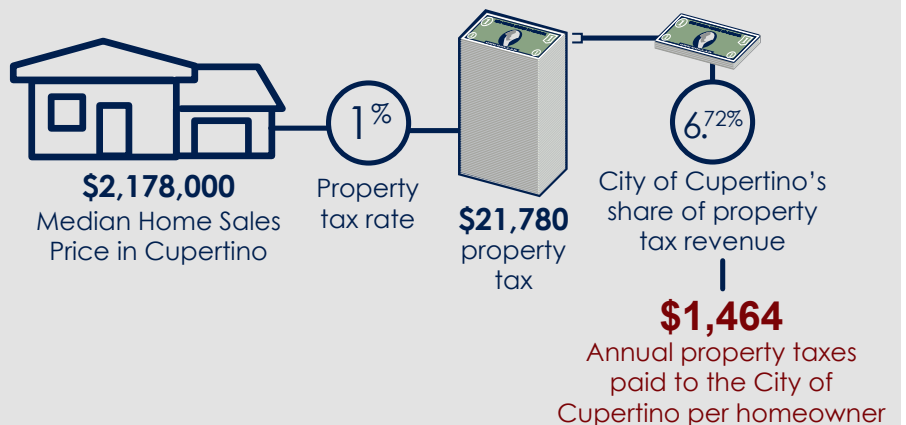 $2,178,000
Median Home Sales
Price in Cupertino
1%
Property
tax rate
$21,780
property
tax
6.72%
City of Cupertino’s
share of property
tax revenue
$1,464
Annual property taxes
paid to the City of
Cupertino per homeowner